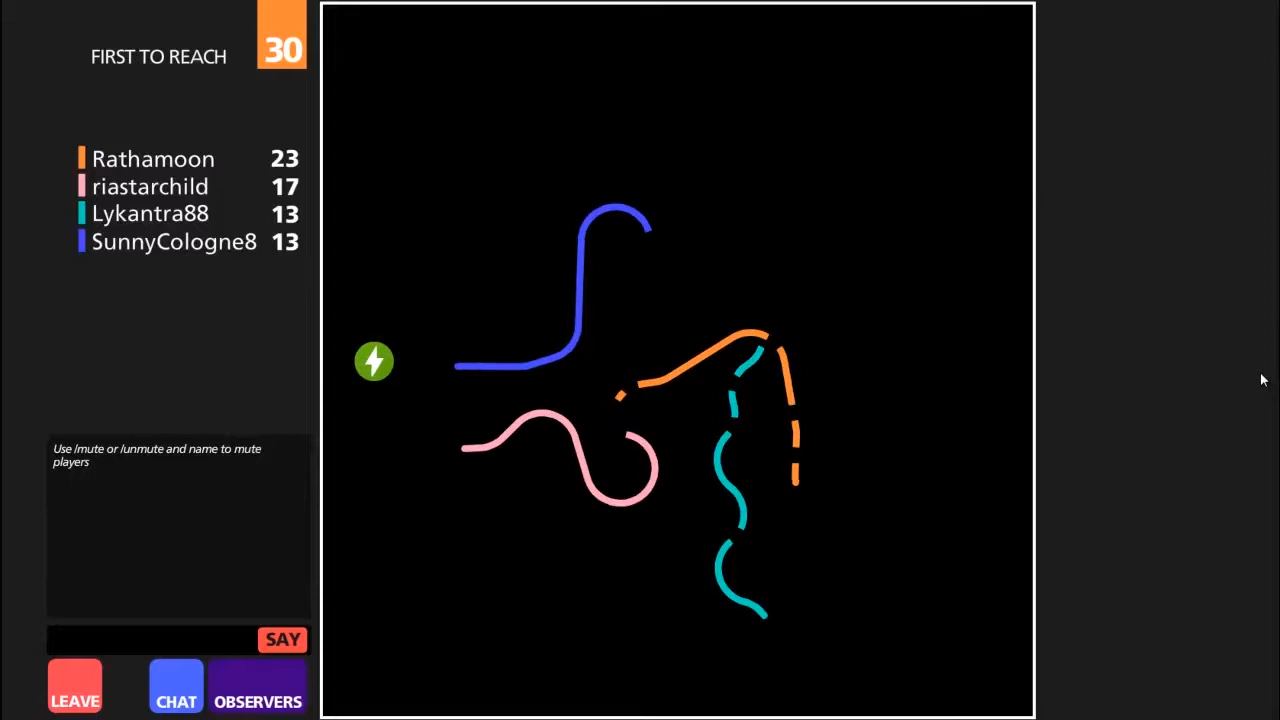 FIRST TO REACH 30
Rathamoon 23
riastarchild 17
Lykantra88 13
SunnyCologne8 13
Use /mute or /unmute and name to mute
players
SAY
LEAVE CHAT OBSERVERS